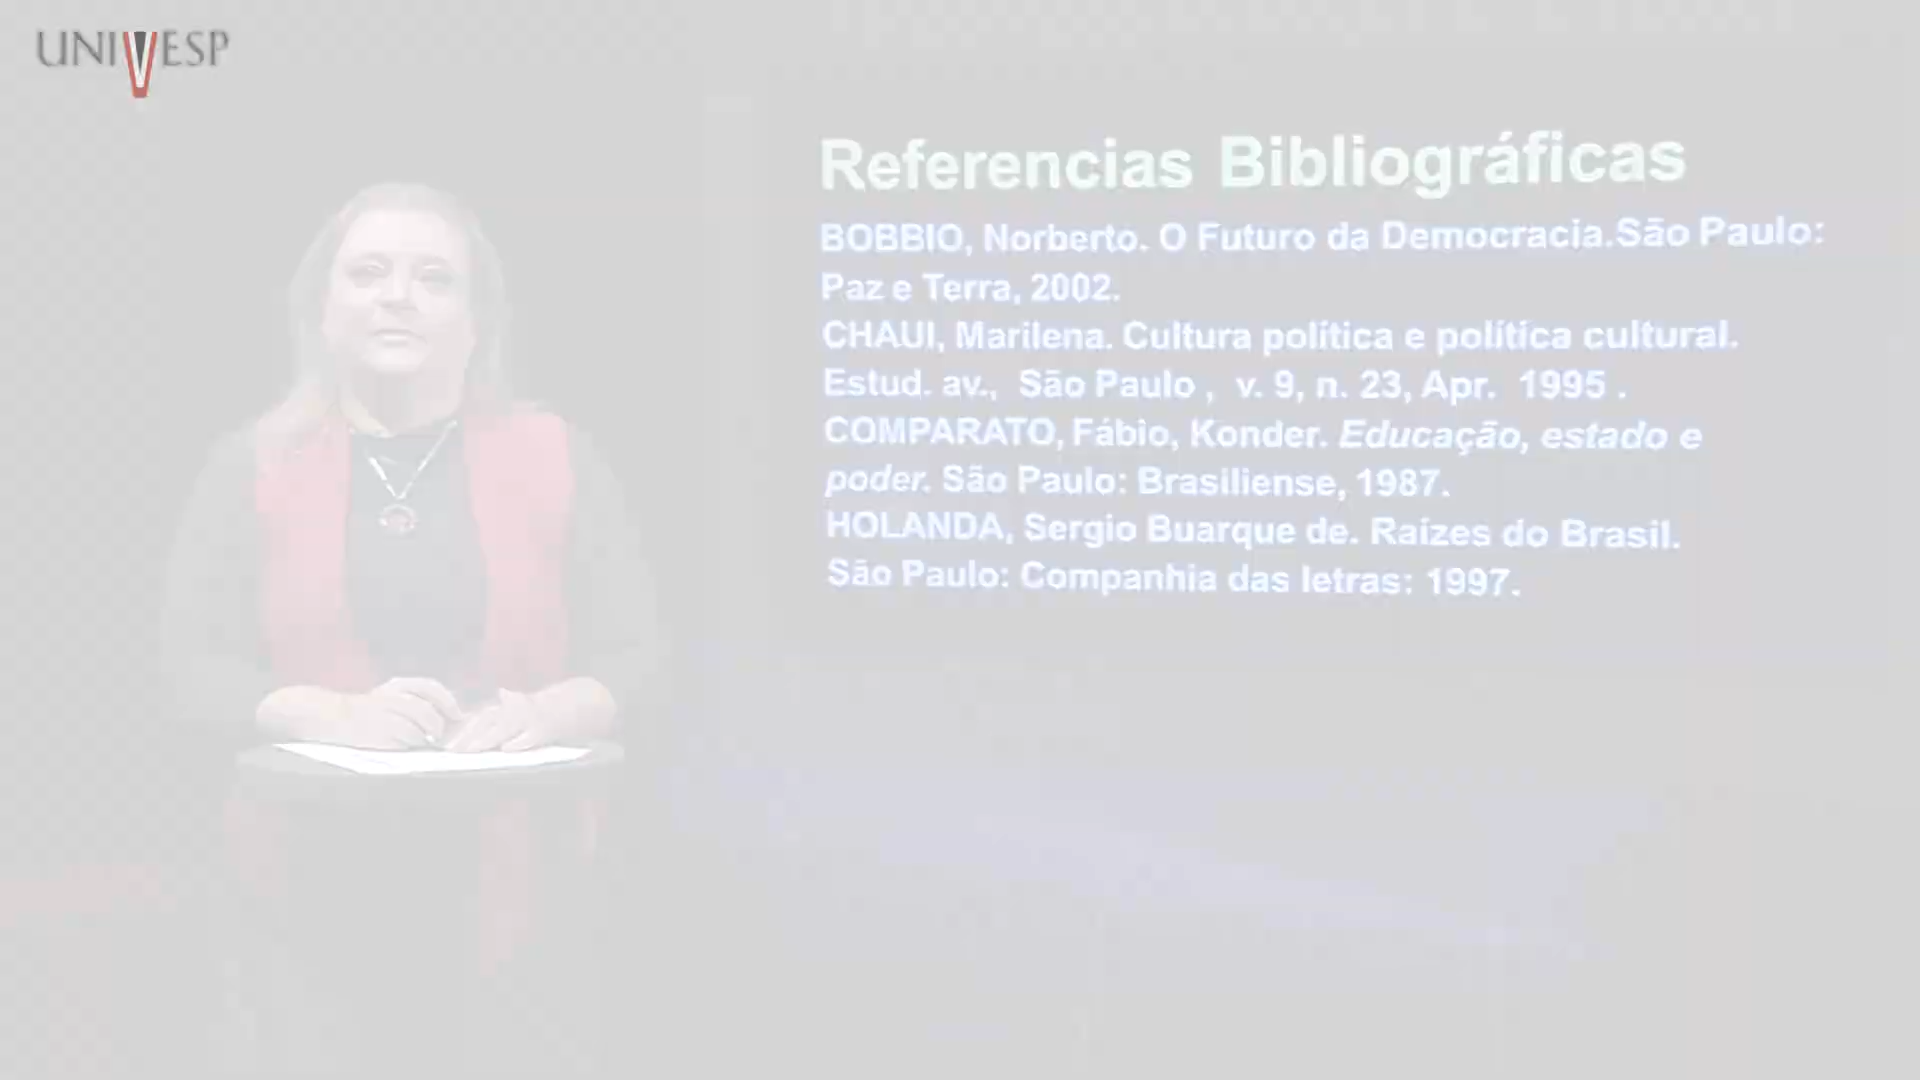 UNIVESP
Referencias Bibliográficas
BOBBIO, Norberto. O Futuro da Democracia.São Paulo:
Paz e Terra, 2002.
CHAUI, Marilena. Cultura política e política cultural.
Estud. av., São Paulo , v. 9, n. 23, Apr. 1995 .
COMPARATO, Fábio, Konder. Educação, estado e
poder. São Paulo: Brasiliense, 1987.
HOLANDA, Sergio Buarque de. Raizes do Brasil.
São Paulo: Companhia das letras: 1997.